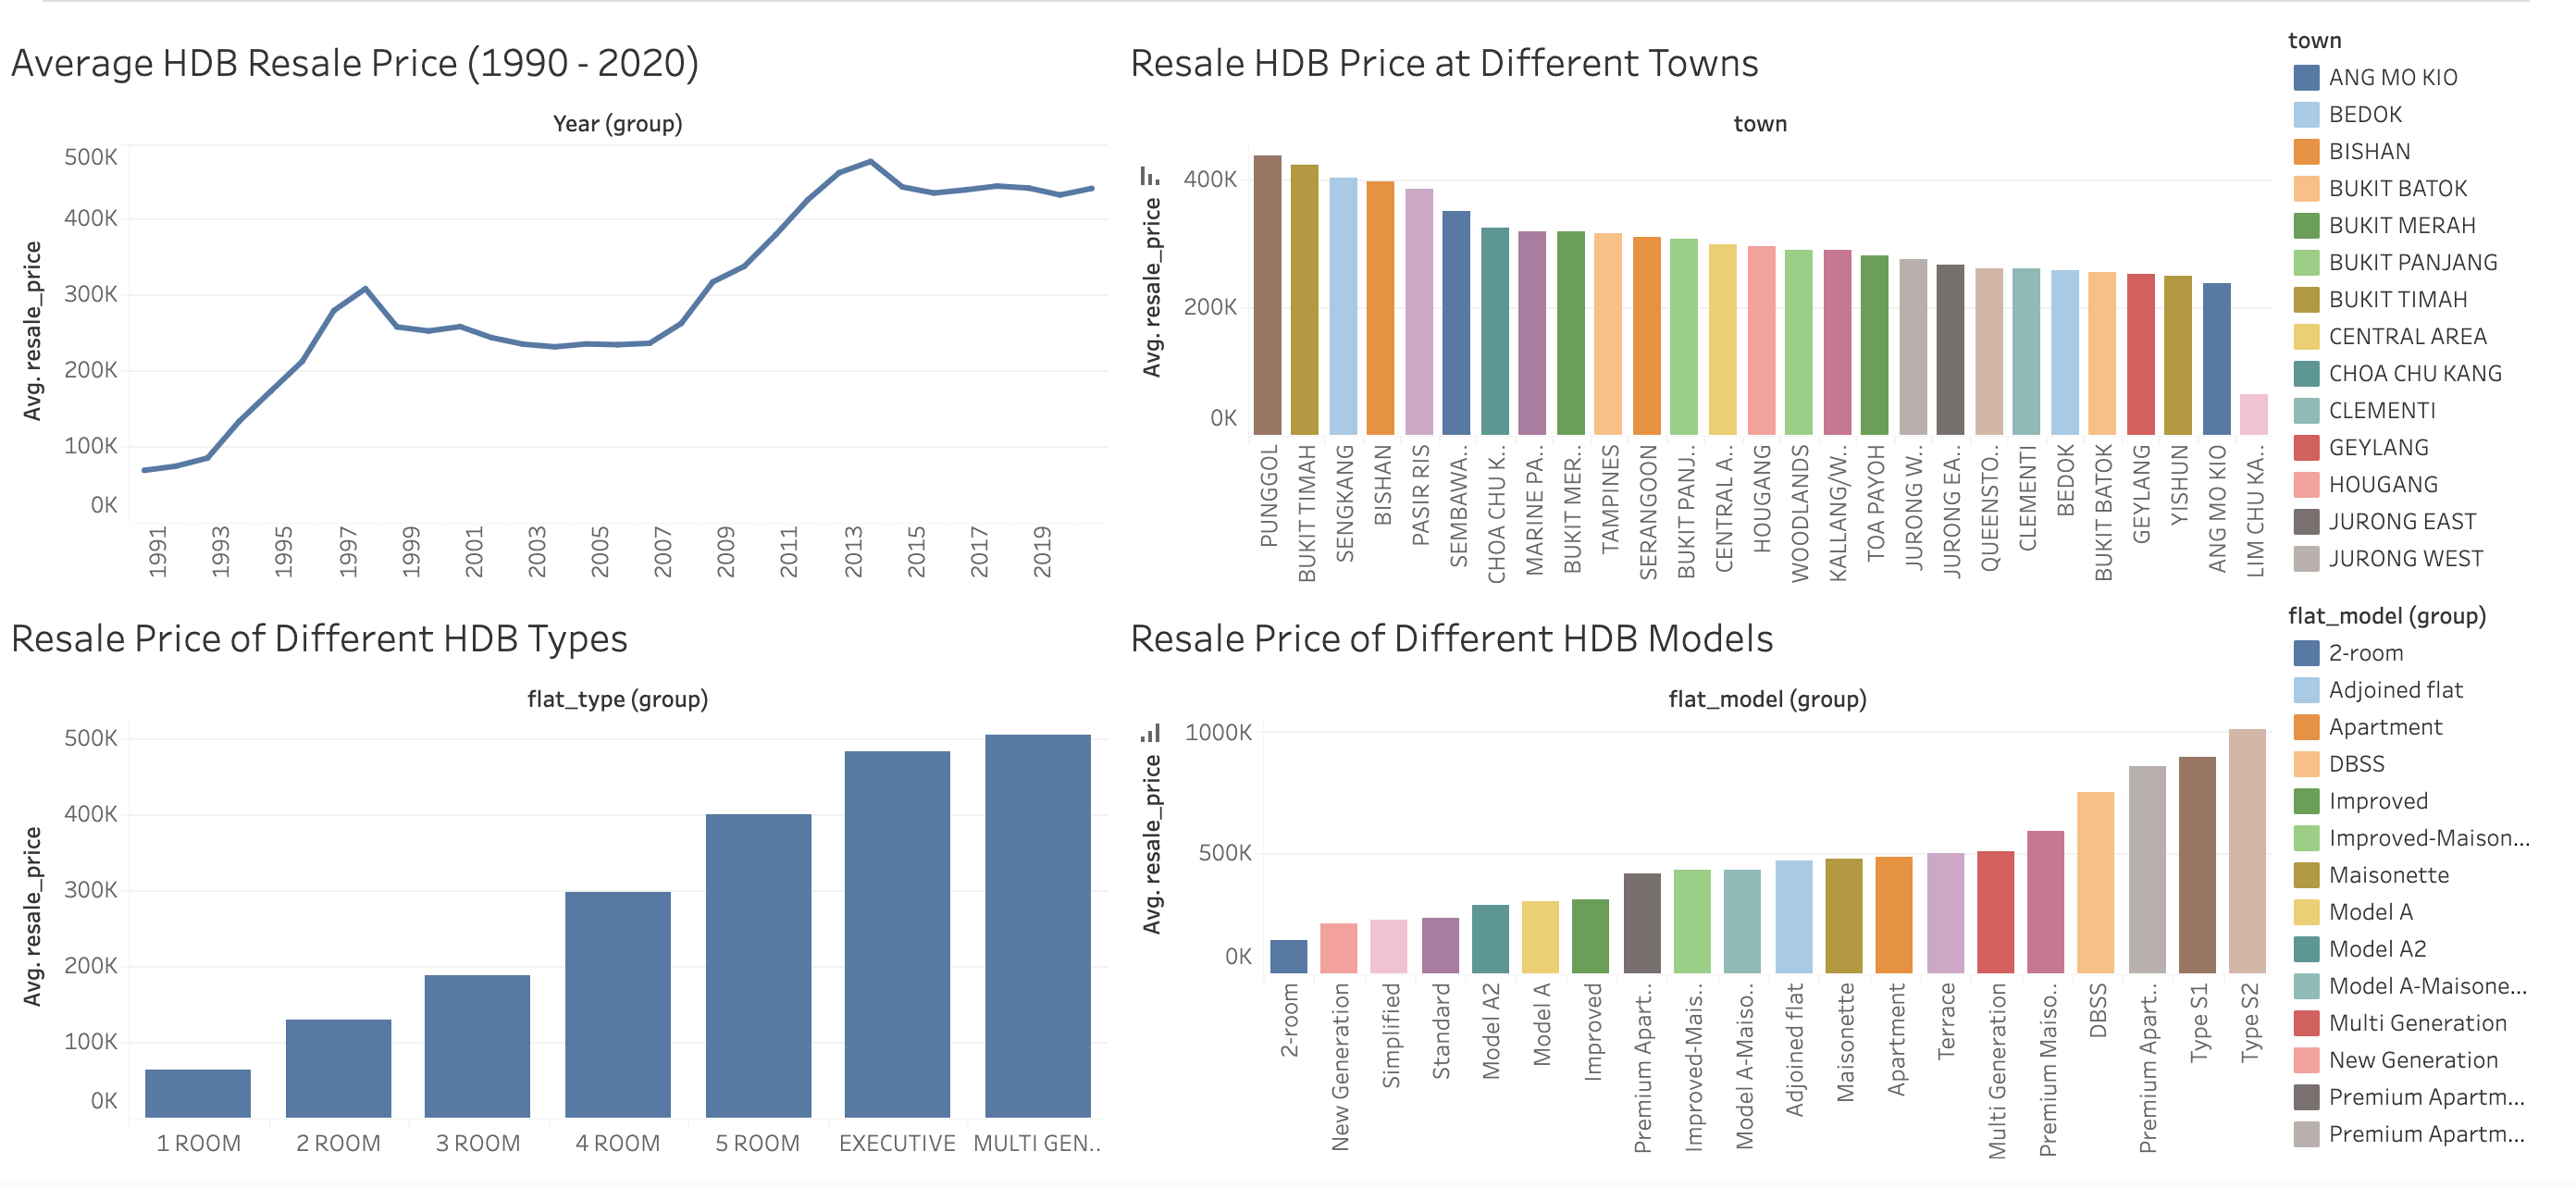 Average HDB Resale Price (1990 - 2020)
Year (group)
Avg. resale_price
500K
400K
300K
200K
100K
0K
1991
1993
1995
1997
1999
2001
2003
2005
2007
2009
2011
2013
2015
2017
2019
Resale HDB Price at Different Towns
town
Avg. resale_price
400K
200K
0K
PUNGGOL
BUKIT TIMAH
SENGKANG
BISHAN
PASIR RIS
SEMBAWA..
CHOA CHU K..
MARINE PA..
BUKIT MER..
TAMPINES
SERANGOON
BUKIT PANJ..
CENTRAL A..
HOUGANG
WOODLANDS
KALLANG/W..
TOA PAYOH
JURONG W..
JURONG EA..
QUEENSTO..
CLEMENTI
BEDOK
BUKIT BATOK
GEYLANG
YISHUN
ANG MO KIO
LIM CHU KA..
town
ANG MO KIO
BEDOK
BISHAN
BUKIT BATOK
BUKIT MERAH
BUKIT PANJANG
BUKIT TIMAH
CENTRAL AREA
CHOA CHU KANG
CLEMENTI
GEYLANG
HOUGANG
JURONG EAST
JURONG WEST
Resale Price of Different HDB Types
flat_type (group)
Avg. resale_price
500K
400K
300K
200K
100K
0K
1 ROOM
2 ROOM
3 ROOM
4 ROOM
5 ROOM
EXECUTIVE
MULTI GEN..
Resale Price of Different HDB Models
flat_model (group)
Avg. resale_price
1000K
500K
0K
2-room
New Generation
Simplified
Standard
Model A2
Model A
Improved
Premium Apart..
Improved-Mais..
Model A-Maiso..
Adjoined flat
Maisonette
Apartment
Terrace
Multi Generation
Premium Maiso..
DBSS
Premium Apart..
Type S1
Type S2
flat_model (group)
2-room
Adjoined flat
Apartment
DBSS
Improved
Improved-Maison...
Maisonette
Model A
Model A2
Model A-Maisone...
Multi Generation
New Generation
Premium Apartm...
Premium Apartm...